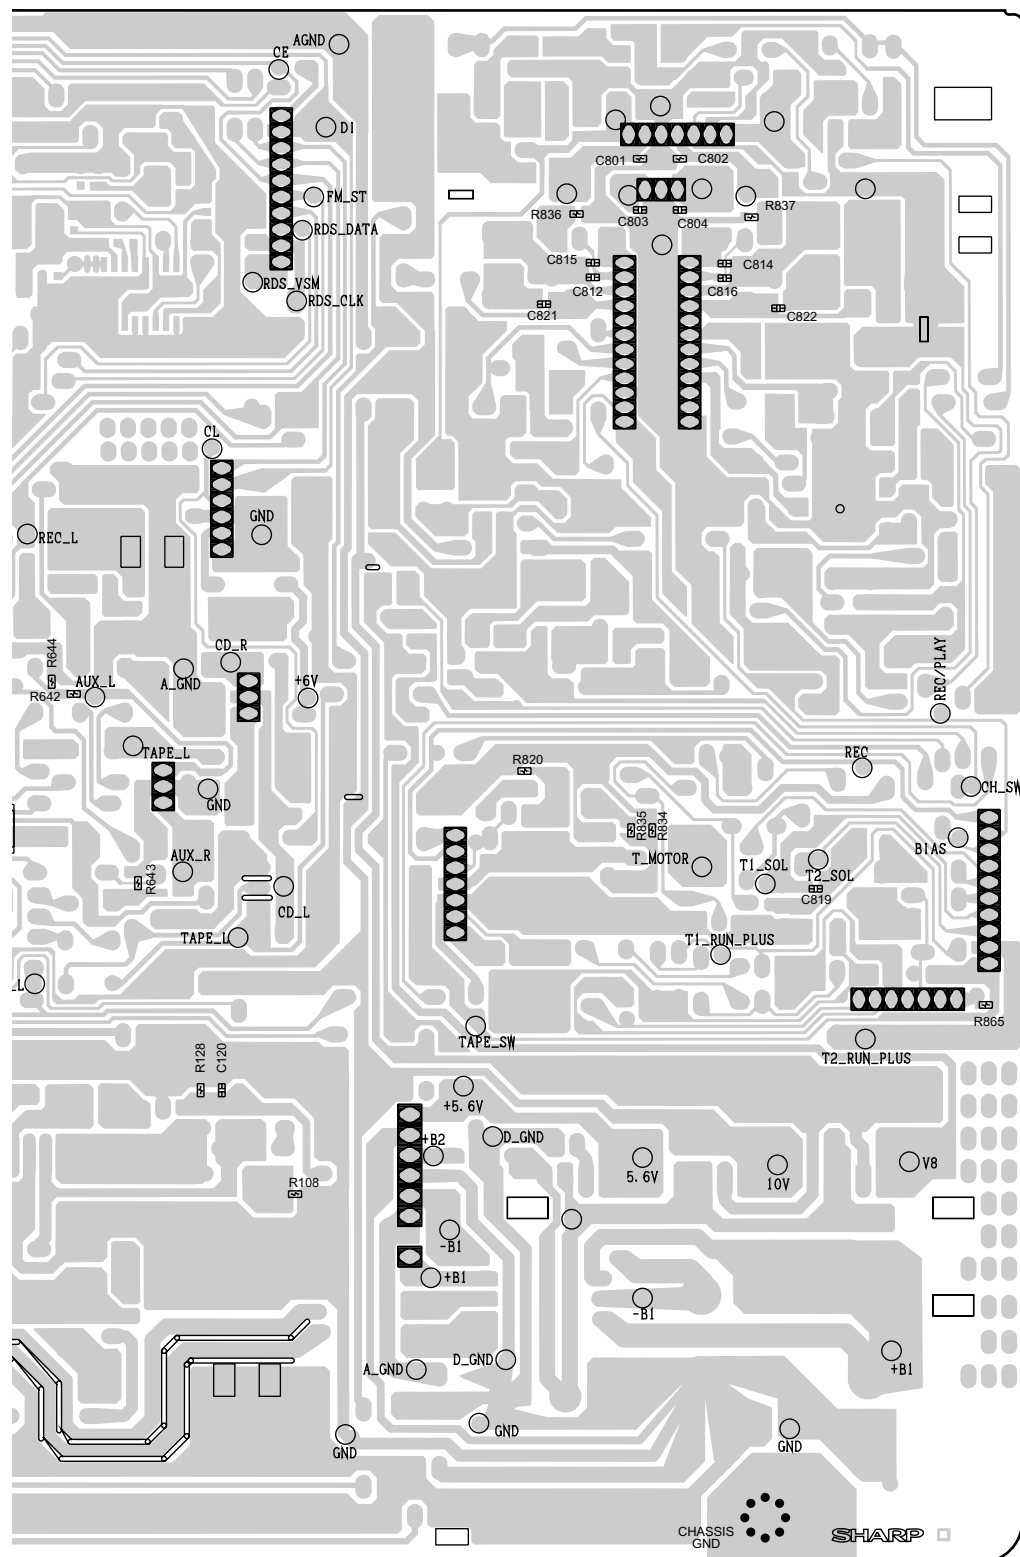 AGND
CE
DI
C801
C802
FM_ST
R836
C803
C804
R837
RDS_DATA
C815
C814
RDS_VSM
C812
C816
RDS_CLK
C821
C822
CL
GND
REC_L
R644
CD_R
REC/PLAY
A_GND
+6V
R642
AUX_L
TAPE_L
REC
R820
GND
CH_SW
R835
R834
BIAS
AUX_R
T_MOTOR
T1_SOL
T2_SOL
R643
C819
CD_L
TAPE_L
T1_RUN_PLUS
_L
R865
TAPE_SW
R128
C120
T2_RUN_PLUS
+5.6V
+B2
D_GND
5.6V
10V
V8
R108
-B1
+B1
-B1
A_GND
D_GND
+B1
GND
GND
GND
CHASSIS
GND
SHARP